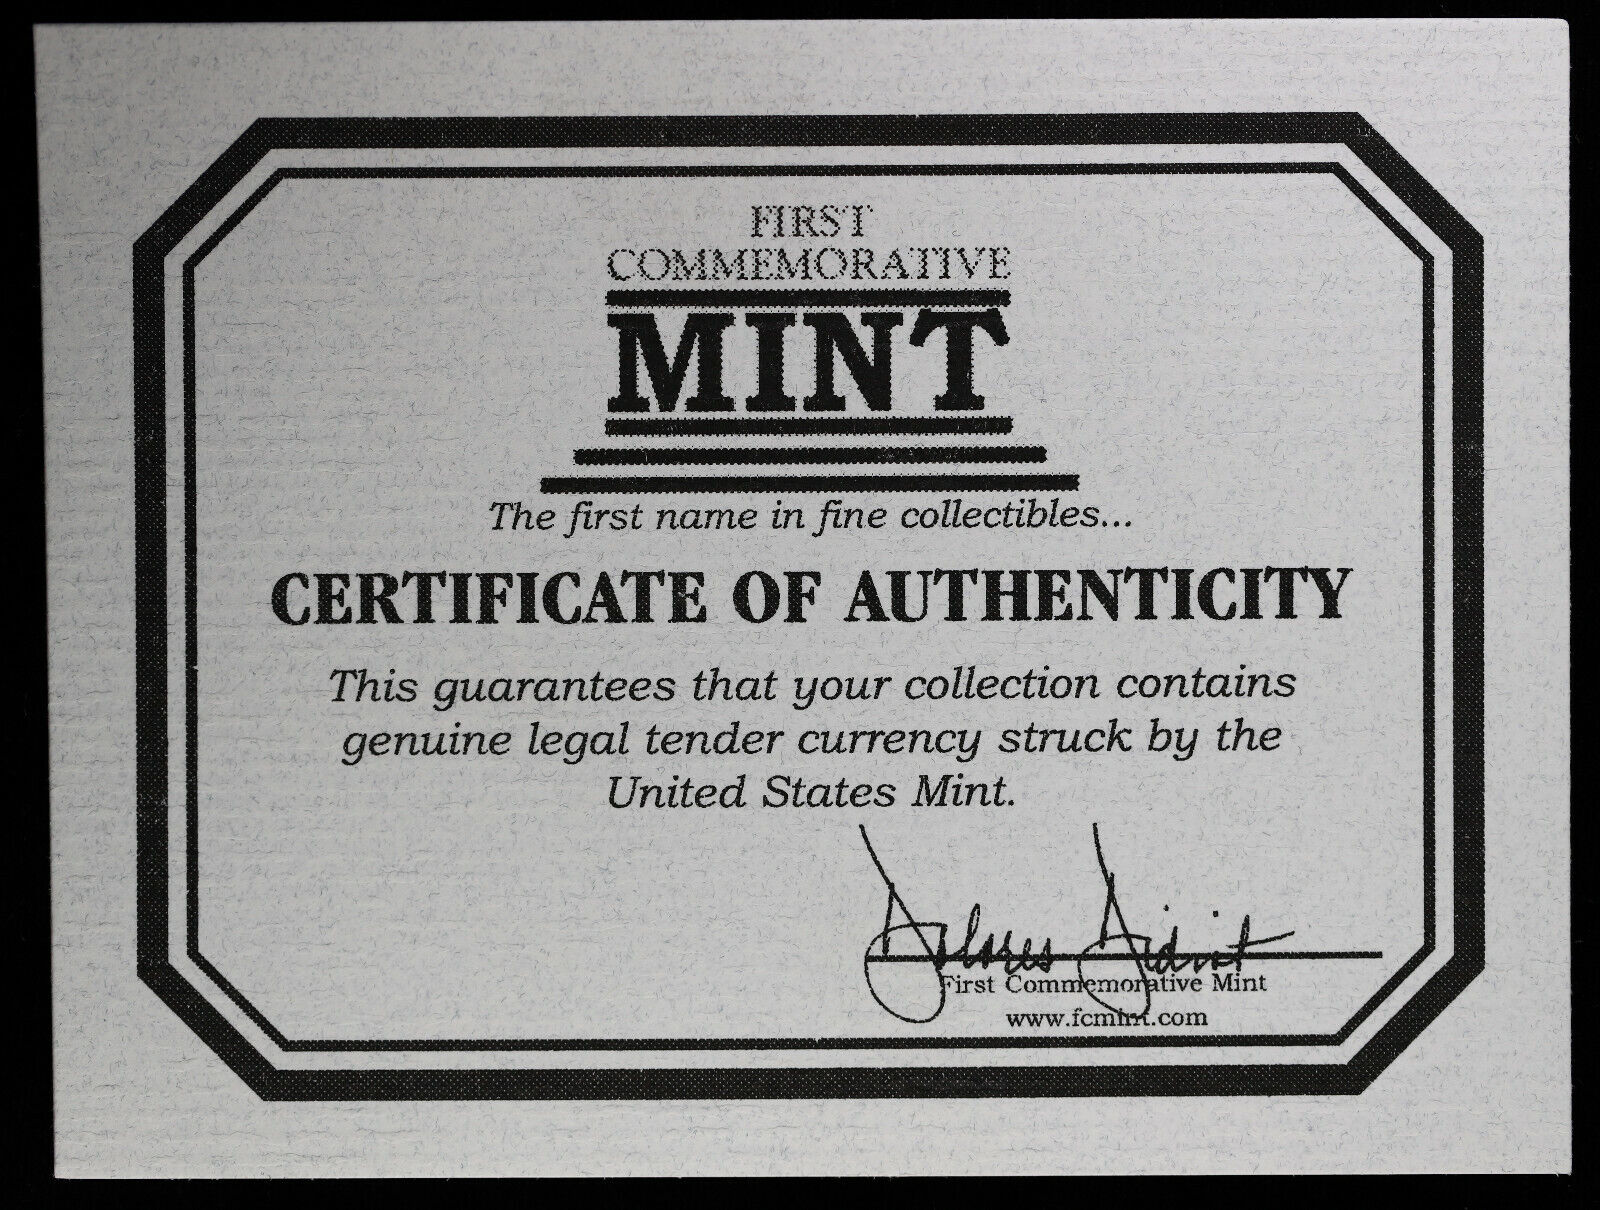 FIRST
COMMEMORATIVE
MINT
The first name in fine collectibles...
CERTIFICATE OF AUTHENTICITY
This guarantees that your collection contains
genuine legal tender currency struck by the
United States Mint.
Dolores
First Commemorative Mint
www.fcmint.com